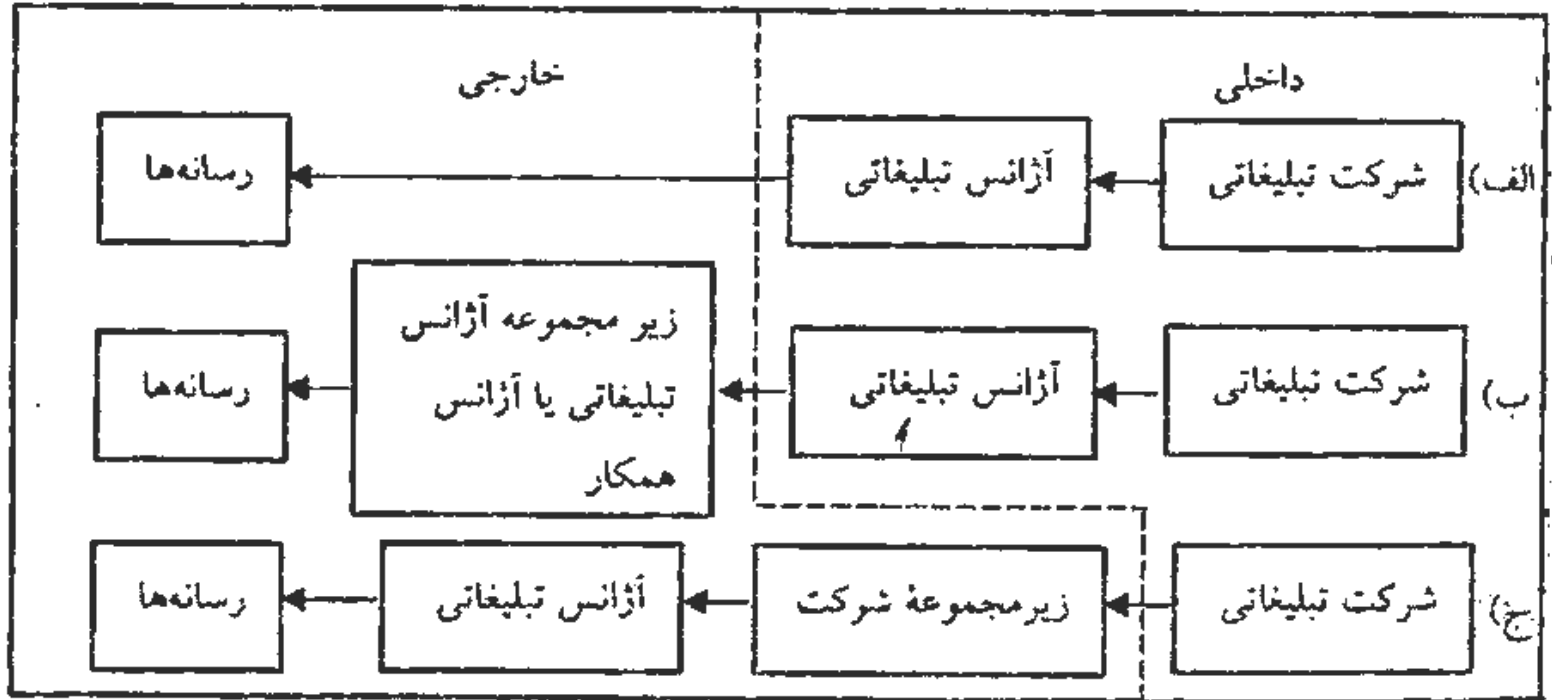 داخلی
خارجی
الف)
شرکت تبلیغاتی
آژانس تبلیغاتی
رسانه‌ها
ب)
شرکت تبلیغاتی
آژانس تبلیغاتی
زیر مجموعه آژانس
تبلیغاتی یا آژانس
همکار
رسانه‌ها
ج)
شرکت تبلیغاتی
زیرمجموعهٔ شرکت
آژانس تبلیغاتی
رسانه‌ها